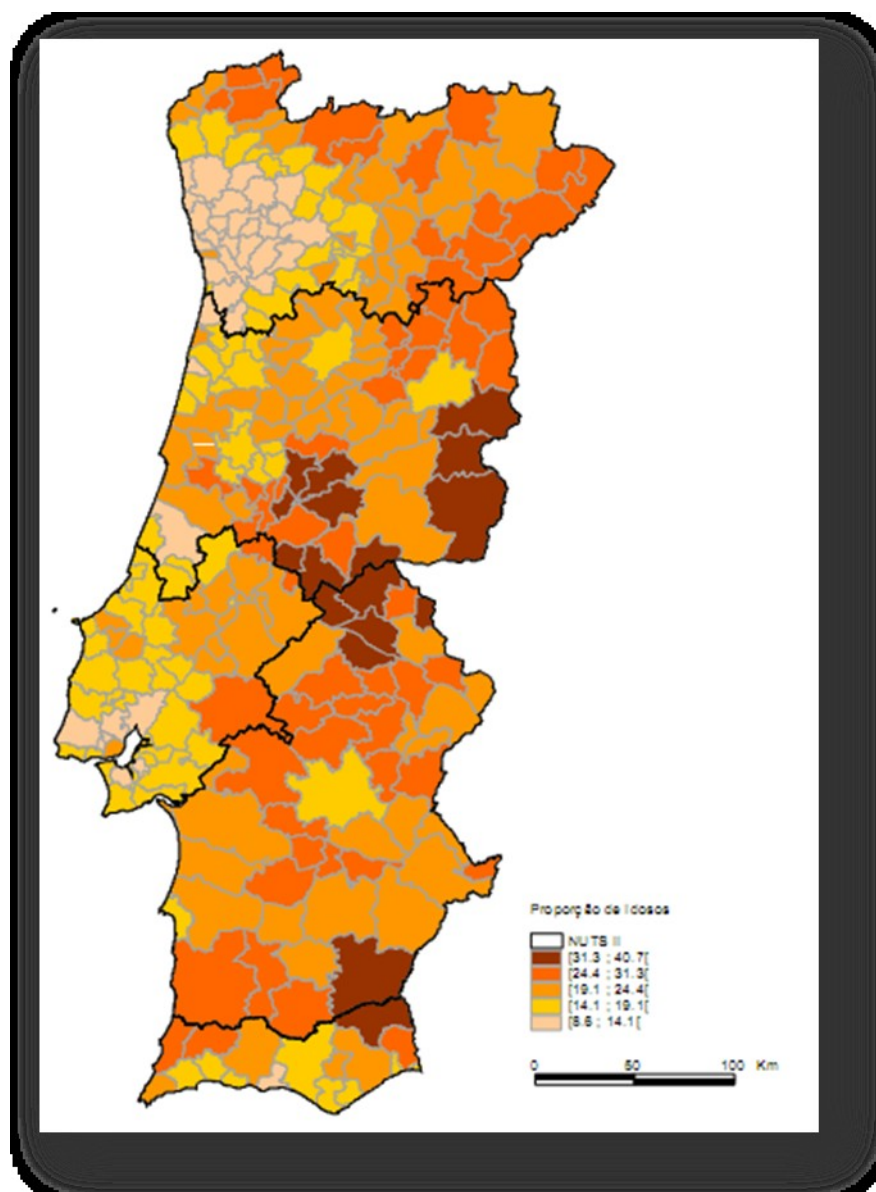 Proporção de Idosos
NUTS II
[31.3 ; 40.7[
[24.4 ; 31.3[
[19.1 ; 24.4[
[14.1 ; 19.1[
[8.6 ; 14.1[
0 50 100 Km